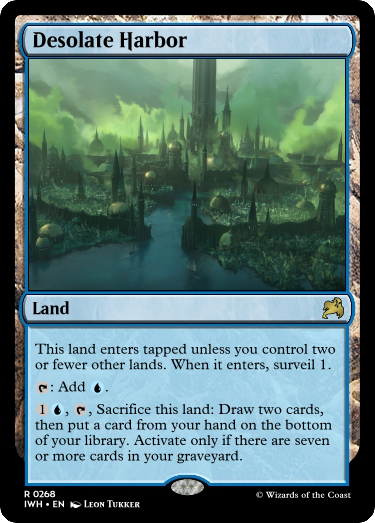 Desolate Harbor
Land
This land enters tapped unless you control two
or fewer other lands. When it enters, surveil 1.
: Add .
1 , , Sacrifice this land: Draw two cards,
then put a card from your hand on the bottom
of your library. Activate only if there are seven
or more cards in your graveyard.
R 0268
IWH • EN Leon Tukker
© Wizards of the Coast